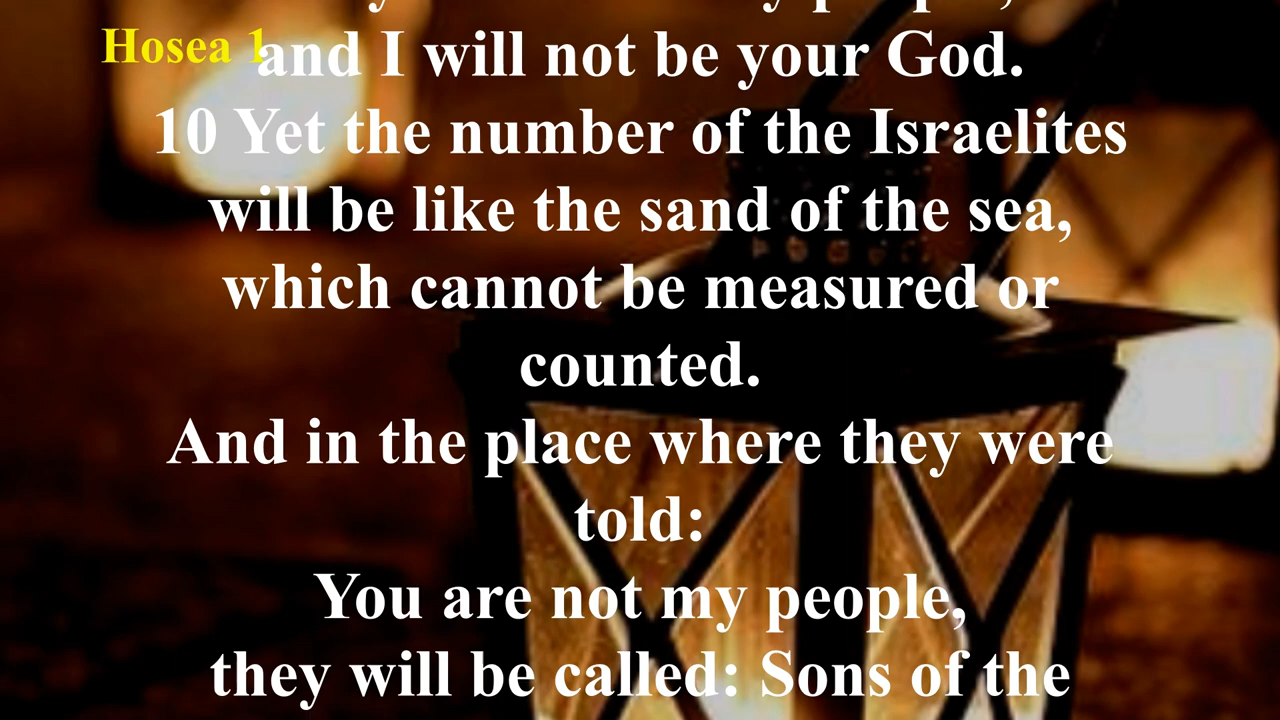 Hosea 1
and I will not be your God.
10 Yet the number of the Israelites
will be like the sand of the sea,
which cannot be measured or
counted.
And in the place where they were
told:
You are not my people,
they will be called: Sons of the